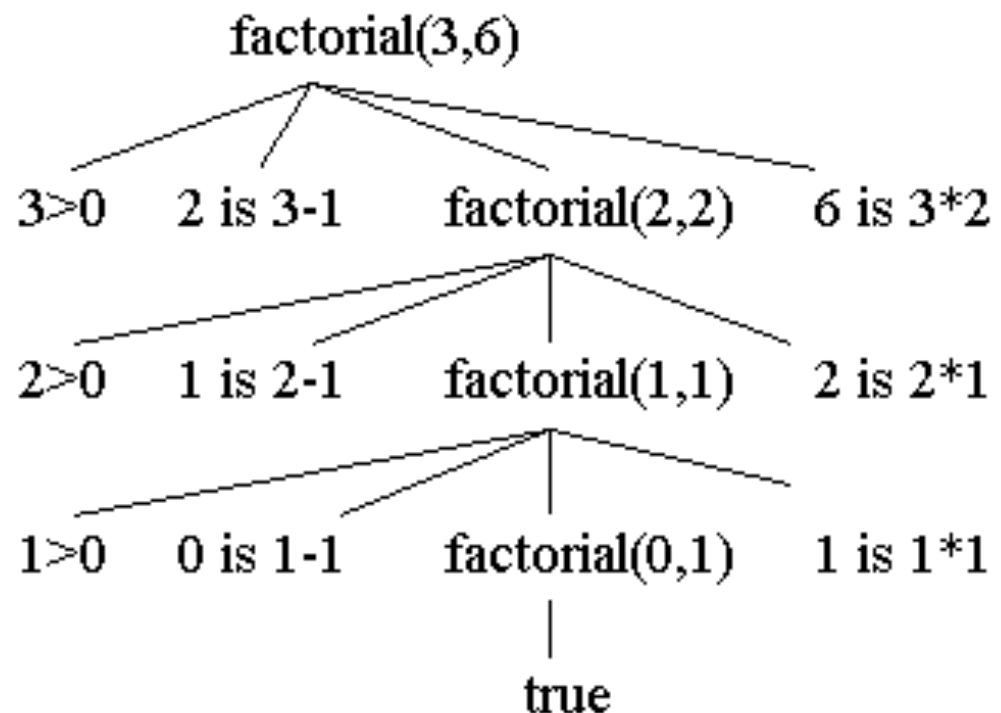 factorial(3,6)
3>0 2 is 3-1 factorial(2,2) 6 is 3*2
2>0 1 is 2-1 factorial(1,1) 2 is 2*1
1>0 0 is 1-1 factorial(0,1) 1 is 1*1
true